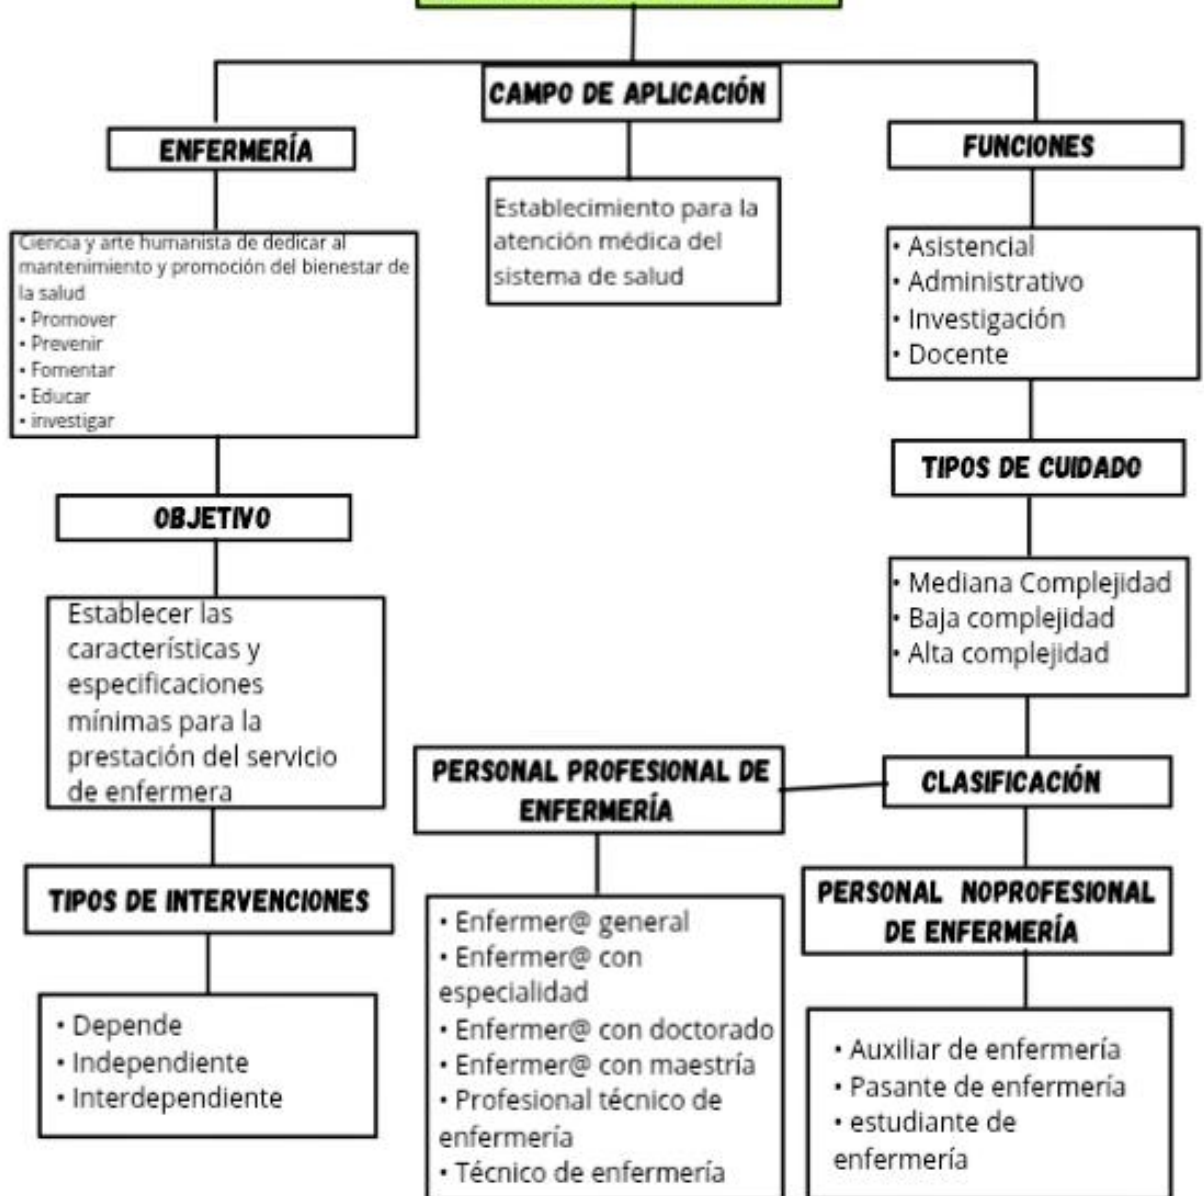 CAMPO DE APLICACIÓN
Establecimiento para la
atención médica del
sistema de salud
ENFERMERÍA
Ciencia y arte humanista de dedicar al
mantenimiento y promoción del bienestar de
la salud
• Promover
• Prevenir
• Fomentar
• Educar
• investigar
OBJETIVO
Establecer las
características y
especificaciones
mínimas para la
prestación del servicio
de enfermera
TIPOS DE INTERVENCIONES
• Depende
• Independiente
• Interdependiente
FUNCIONES
• Asistencial
• Administrativo
• Investigación
• Docente
TIPOS DE CUIDADO
• Mediana Complejidad
• Baja complejidad
• Alta complejidad
CLASIFICACIÓN
PERSONAL PROFESIONAL DE
ENFERMERÍA
• Enfermer@ general
• Enfermer@ con
especialidad
• Enfermer@ con doctorado
• Enfermer@ con maestría
• Profesional técnico de
enfermería
• Técnico de enfermería
PERSONAL NOPROFESIONAL
DE ENFERMERÍA
• Auxiliar de enfermería
• Pasante de enfermería
• estudiante de
enfermería